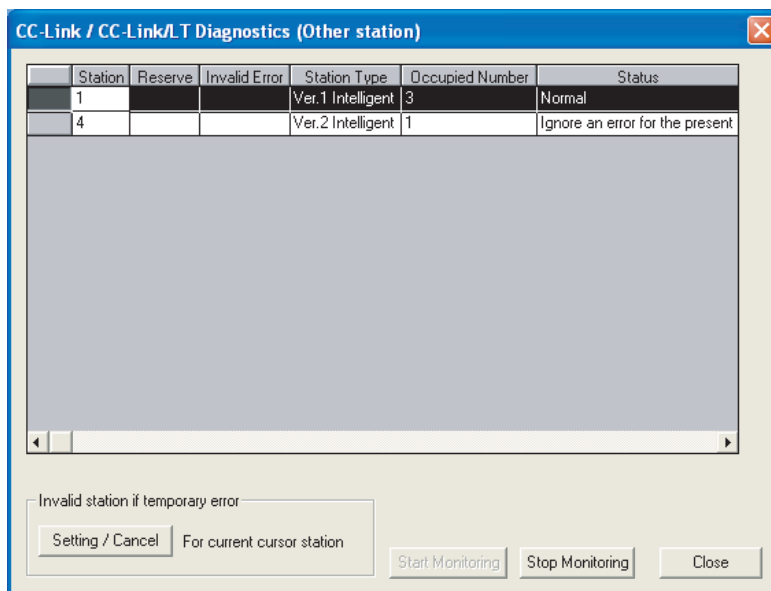 CC-Link / CC-Link/LT Diagnostics (Other station)
Station Reserve Invalid Error Station Type Occupied Number Status
1 Ver.1 Intelligent 3 Normal
4 Ver.2 Intelligent 1 Ignore an error for the present
Invalid station if temporary error
Setting / Cancel For current cursor station
Start Monitoring Stop Monitoring Close